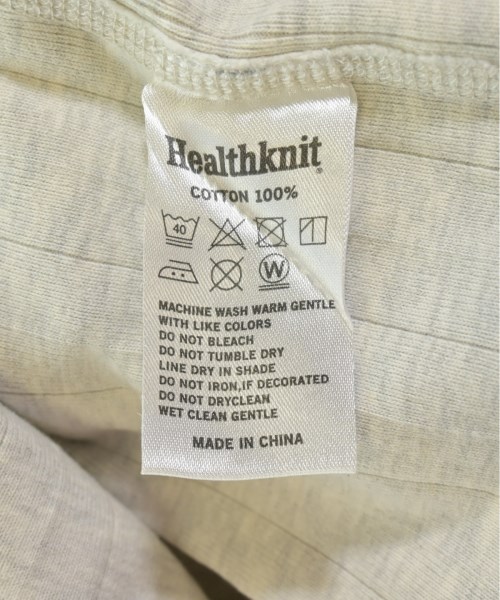 Healthknit®
COTTON 100%
40
W
MACHINE WASH WARM GENTLE
WITH LIKE COLORS
DO NOT BLEACH
DO NOT TUMBLE DRY
LINE DRY IN SHADE
DO NOT IRON,IF DECORATED
DO NOT DRYCLEAN
WET CLEAN GENTLE
MADE IN CHINA